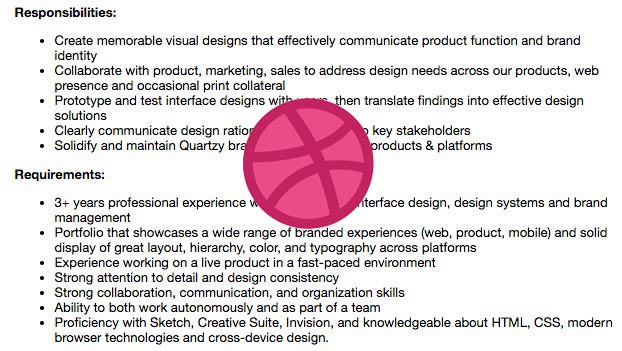 Responsibilities:
• Create memorable visual designs that effectively communicate product function and brand
identity
• Collaborate with product, marketing, sales to address design needs across our products, web
presence and occasional print collateral
• Prototype and test interface designs with then translate findings into effective design
solutions
• Clearly communicate design key stakeholders
• Solidify and maintain Quartzy products & platforms
Requirements:
• 3+ years professional experience design, design systems and brand
management
• Portfolio that showcases a wide range of branded experiences (web, product, mobile) and solid
display of great layout, hierarchy, color, and typography across platforms
• Experience working on a live product in a fast-paced environment
• Strong attention to detail and design consistency
• Strong collaboration, communication, and organization skills
• Ability to both work autonomously and as part of a team
• Proficiency with Sketch, Creative Suite, Invision, and knowledgeable about HTML, CSS, modern
browser technologies and cross-device design.